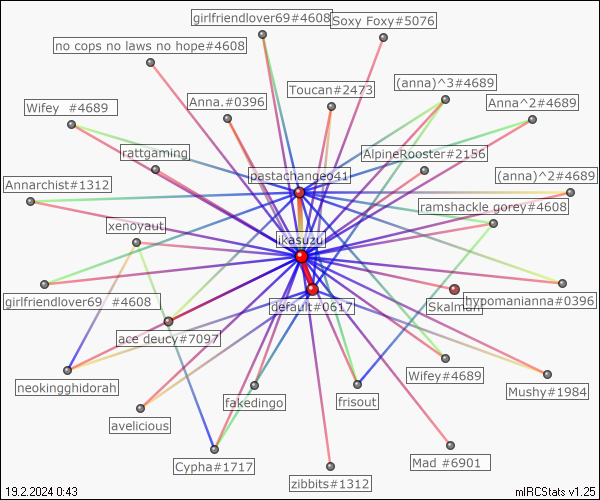 girlfriendlover69#4608
Soxy Foxy#5076
no cops no laws no hope#4608
Toucan#2473
(anna)^3#4689
Wifey  #4689
Anna.#0396
Anna^2#4689
rattgaming
AlpineRooster#2156
pastachangeo41
Annarchist#1312
(anna)^2#4689
ramshackle gorey#4608
xenoyaut
ikasuzu
girlfriendlover69  #4608
default#0617
Skalman
hypomanianna#0396
ace deucy#7097
neokingghidorah
Wifey#4689
Mushy#1984
fakedingo
frisout
avelicious
Cypha#1717
Mad #6901
zibbits#1312
19.2.2024 0:43
mIRCStats v1.25